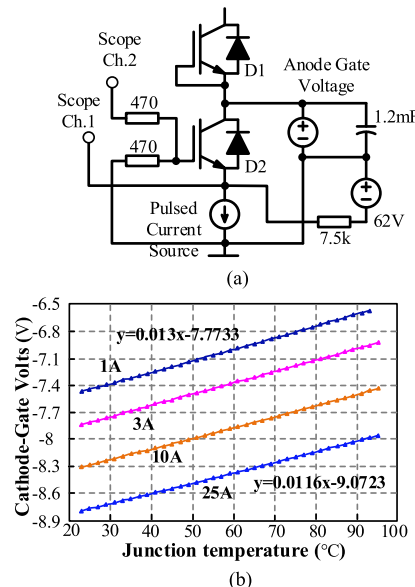 (a)
Scope
Ch.2
D1
Anode Gate
Voltage
Scope
Ch.1
470
1.2mF
470
D2
Pulsed
Current
Source
7.5k
62V
(a)
(b)
Cathode-Gate Volts (V)
-6.5
-6.8
-7.1
-7.4
-7.7
-8
-8.3
-8.6
-8.9
y=0.013x-7.7733
1A
3A
10A
25A
y=0.0116x-9.0723
20
30
40
50
60
70
80
90
100
Junction temperature (℃)
(b)